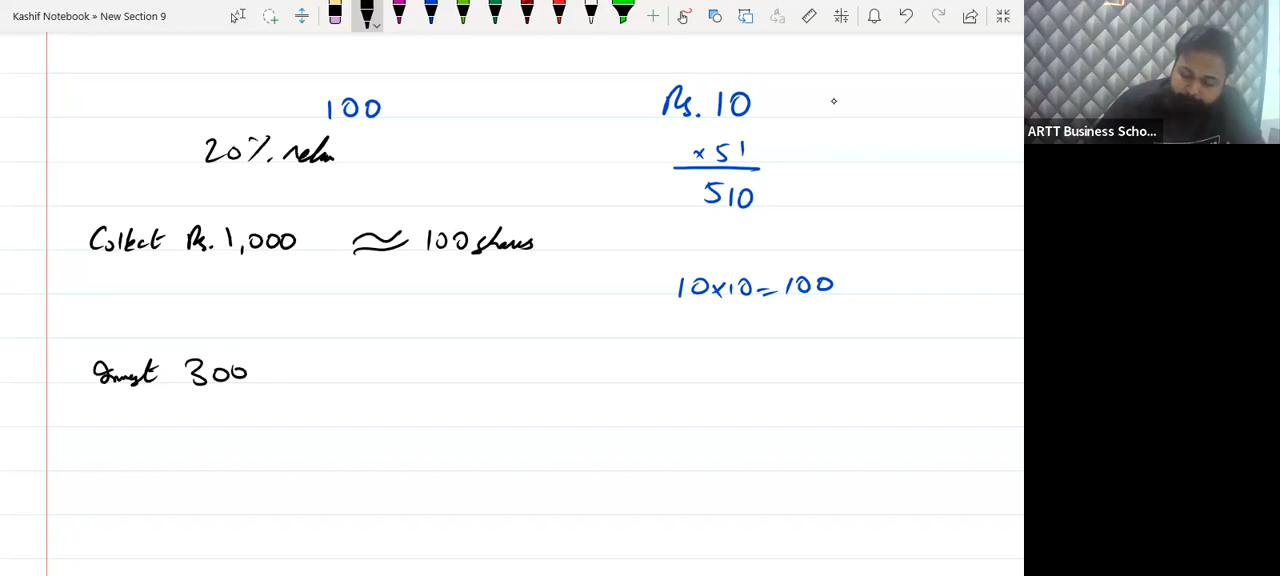 Kashif Notebook » New Section 9
100
20% return
Collect Rs. 1,000 ≈ 100 shares
Invest 300
Rs. 10
× 51
510
10×10=100
ARTT Business Scho...